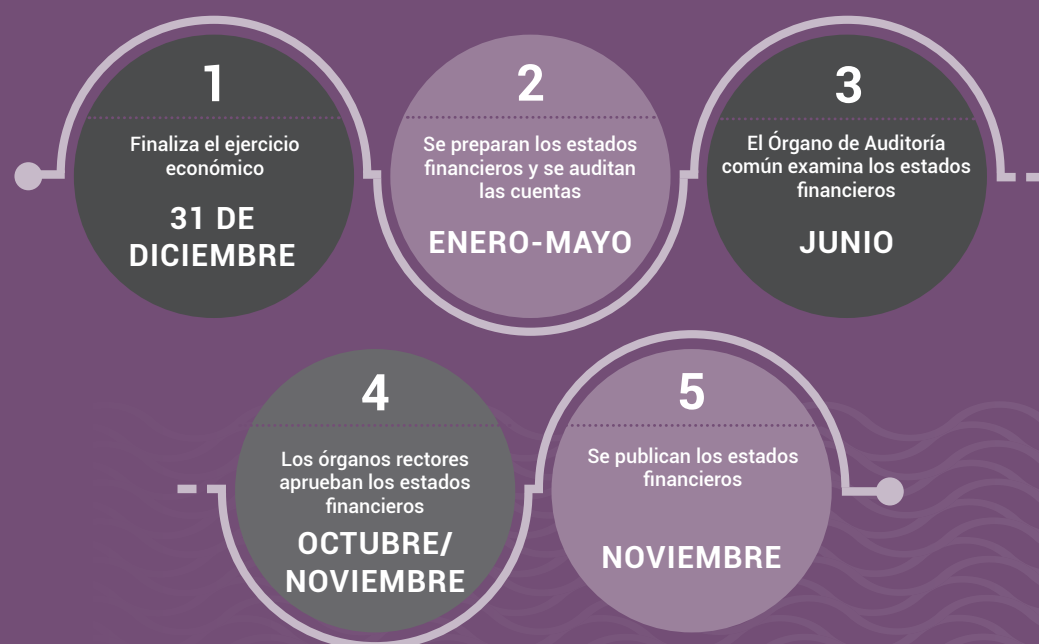 1
Finaliza el ejercicio
económico
31 DE
DICIEMBRE
2
Se preparan los estados
financieros y se auditan
las cuentas
ENERO-MAYO
3
El Órgano de Auditoría
común examina los estados
financieros
JUNIO
4
Los órganos rectores
aprueban los estados
financieros
OCTUBRE/
NOVIEMBRE
5
Se publican los estados
financieros
NOVIEMBRE